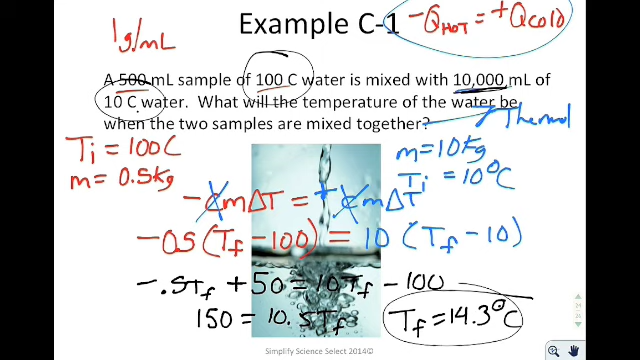 Example C-1
-Q HOT = +Q cold
1g/mL
A 500 mL sample of 100 C water is mixed with 10,000 mL of
10 C water. What will the temperature of the water be
when the two samples are mixed together?
Thermal
Ti = 100C
m = 0.5kg
m = 10kg
Ti = 10°C
-cmΔT = +cmΔT
-0.5 (Tf - 100) = 10 (Tf - 10)
-.5Tf + 50 = 10Tf - 100
150 = 10.5Tf
Tf = 14.3°C
Simplify Science Select 2014©